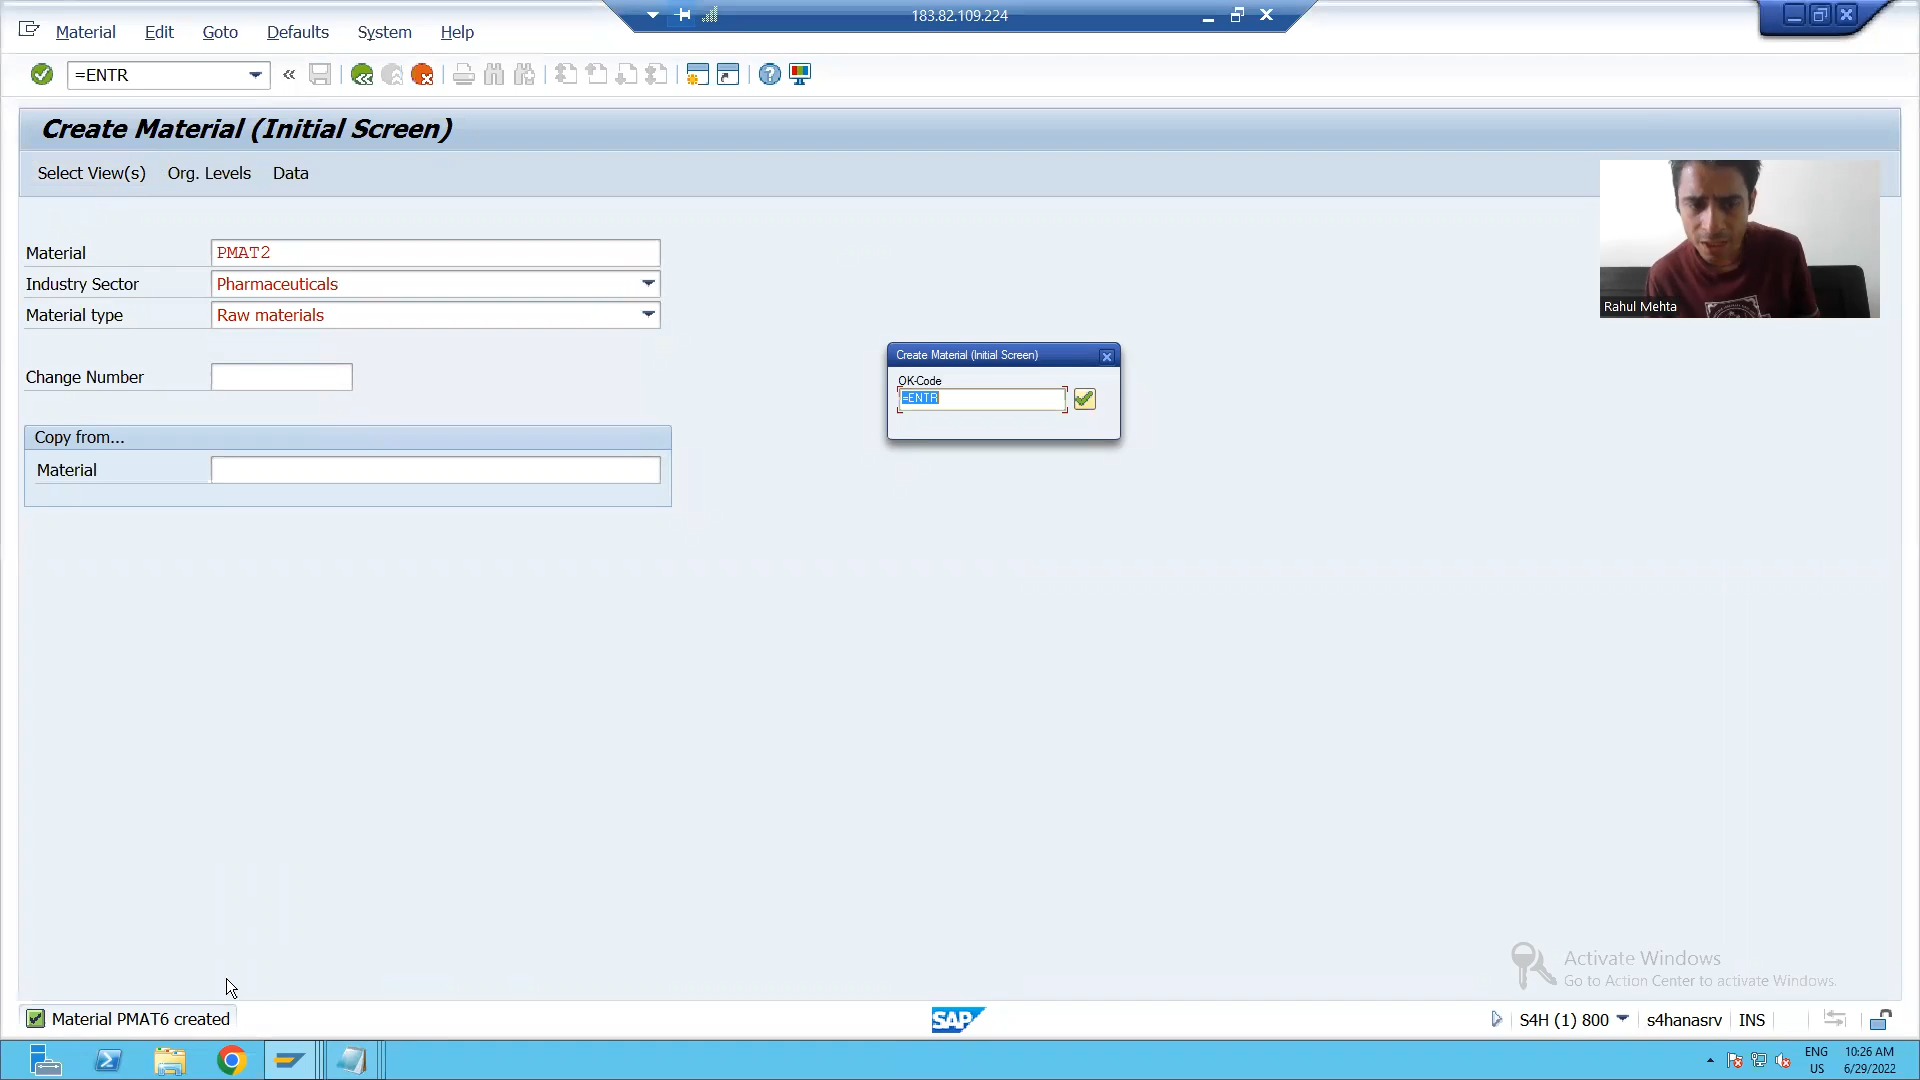 183.82.109.224
Material Edit Goto Defaults System Help
=ENTR
Create Material (Initial Screen)
Select View(s) Org. Levels Data
Material PMAT2
Industry Sector Pharmaceuticals
Material type Raw materials
Change Number
Copy from...
Material
Create Material (Initial Screen)
OK-Code
=ENTR
Rahul Mehta
Activate Windows
Go to Action Center to activate Windows.
Material PMAT6 created
SAP
S4H (1) 800 s4hanasrv INS
ENG 10:26 AM
US 6/29/2022